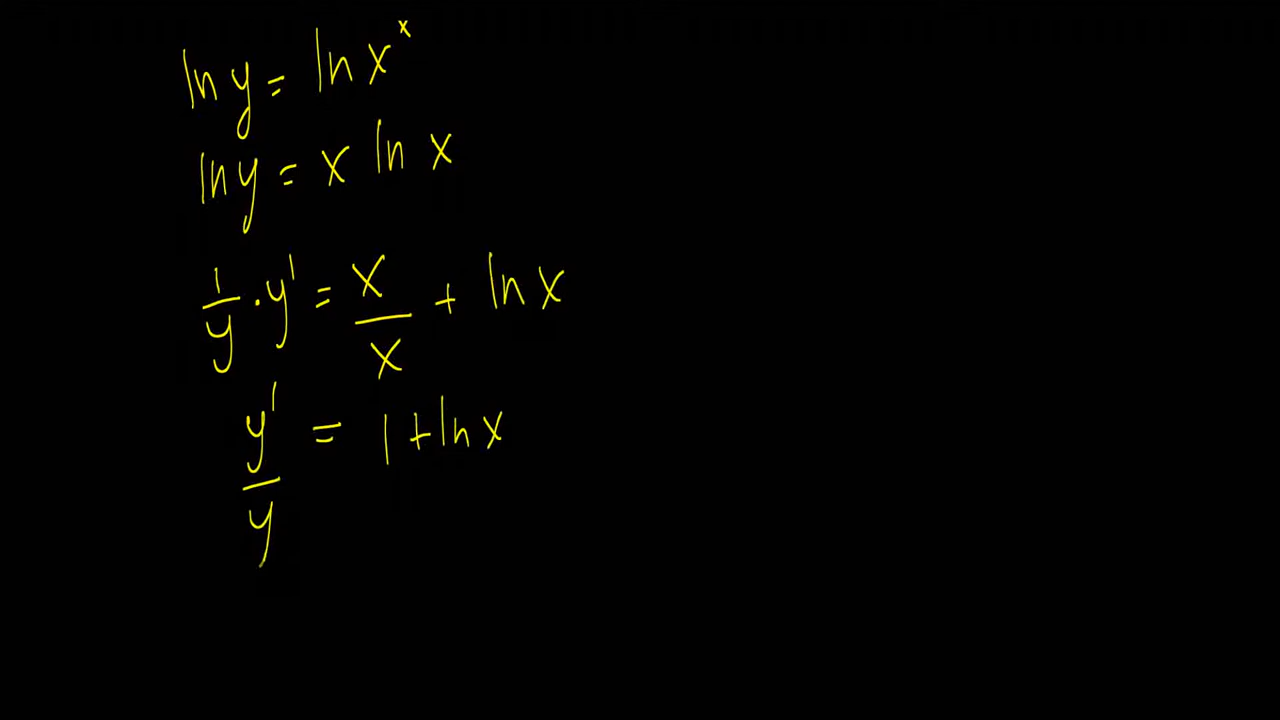 ln y = ln x^x
ln y = x ln x
1/y · y' = x/x + ln x
y'/y = 1 + ln x